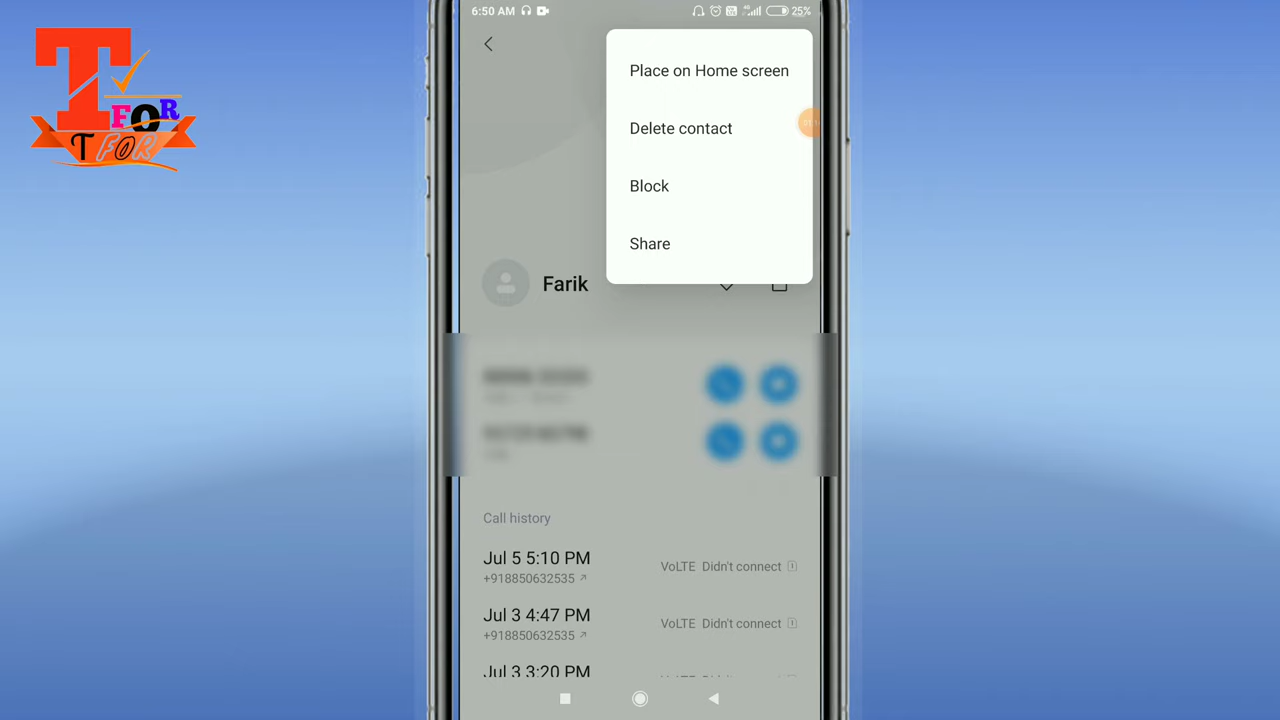 T
FOR
T FOR
6:50 AM
4G
25%
Place on Home screen
Delete contact
Block
Share
Farik
Call history
Jul 5 5:10 PM
+918850632535
VoLTE Didn't connect
Jul 3 4:47 PM
+918850632535
VoLTE Didn't connect
Jul 3 3:20 PM